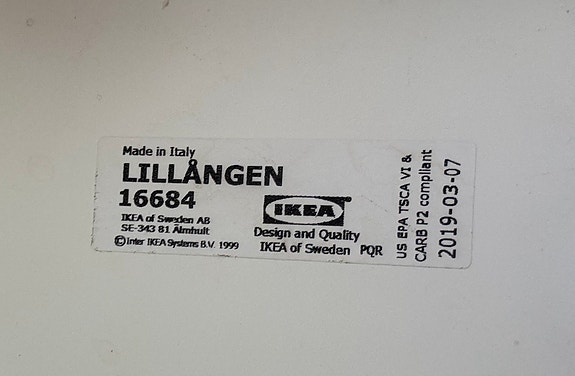 Made in Italy
LILLÅNGEN
16684
IKEA of Sweden AB
SE-343 81 Älmhult
© Inter IKEA Systems B.V. 1999
IKEA
Design and Quality
IKEA of Sweden PQR
US EPA TSCA VI &
CARB P2 compliant
2019-03-07